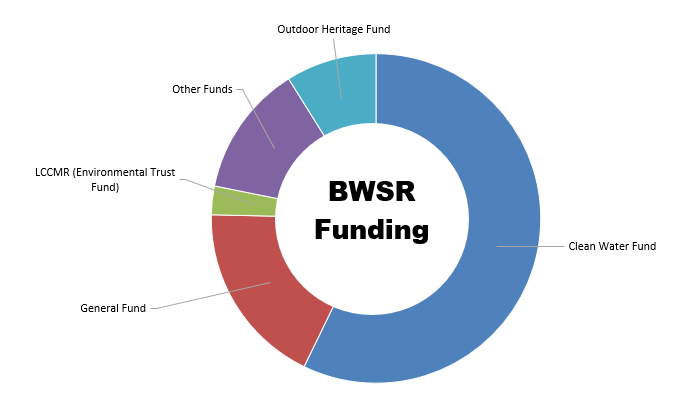 Outdoor Heritage Fund
Other Funds
LCCMR (Environmental Trust
Fund)
BWSR
Funding
Clean Water Fund
General Fund